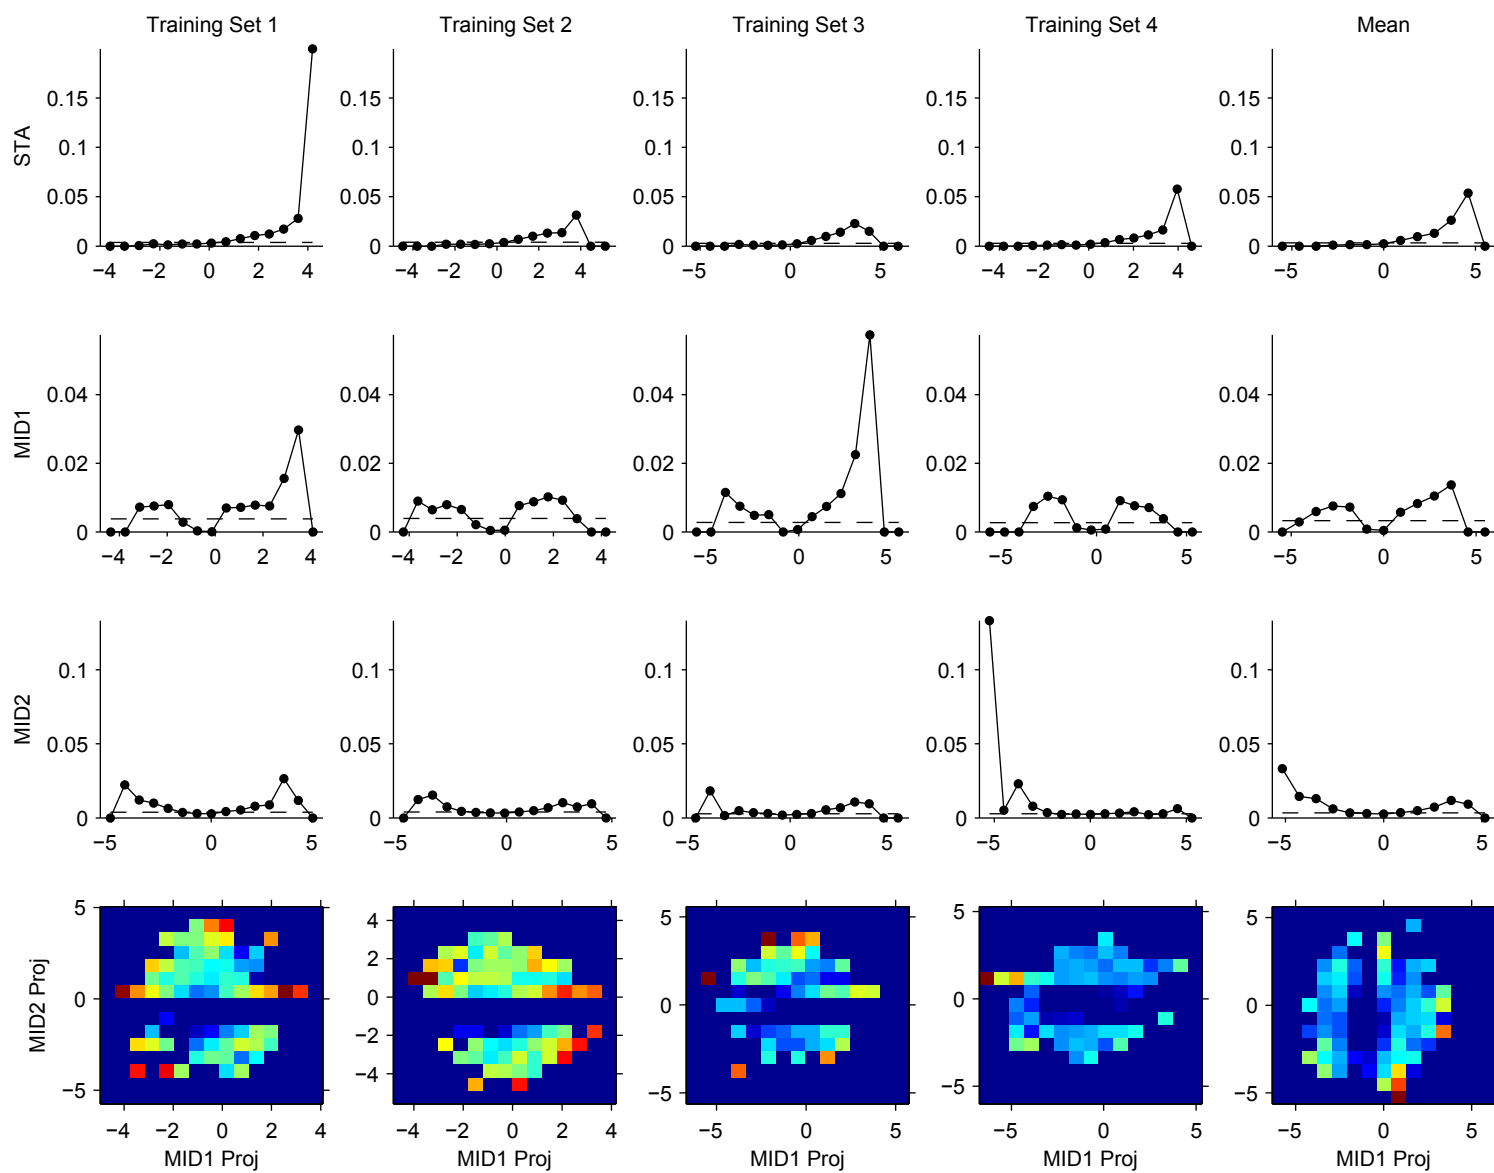 Training Set 1 Training Set 2 Training Set 3 Training Set 4 Mean
STA
0.15 0.15 0.15 0.15 0.15
0.1 0.1 0.1 0.1 0.1
0.05 0.05 0.05 0.05 0.05
0 0 0 0 0
−4 −2 0 2 4 −4 −2 0 2 4 −5 0 5 −4 −2 0 2 4 −5 0 5
MID1
0.04 0.04 0.04 0.04 0.04
0.02 0.02 0.02 0.02 0.02
0 0 0 0 0
−4 −2 0 2 4 −4 −2 0 2 4 −5 0 5 −5 0 5 −5 0 5
MID2
0.1 0.1 0.1 0.1 0.1
0.05 0.05 0.05 0.05 0.05
0 0 0 0 0
−5 0 5 −5 0 5 −5 0 5 −5 0 5 −5 0 5
MID2 Proj
5 4 5 5 5
2
0 0 0 0 0
−2
−5 −4 −5 −5 −5
−4 −2 0 2 4 −4 −2 0 2 4 −5 0 5 −5 0 5 −5 0 5
MID1 Proj MID1 Proj MID1 Proj MID1 Proj MID1 Proj